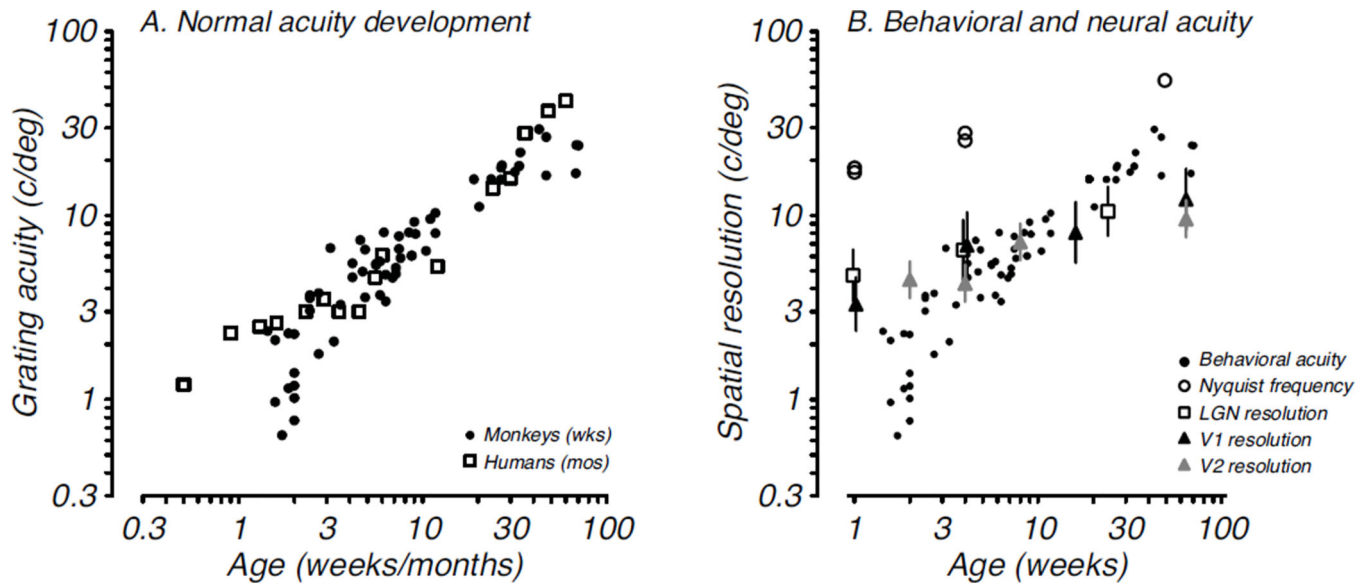 A. Normal acuity development
Grating acuity (c/deg)
100
30
10
3
1
0.3
0.3
1
3
10
30
100
Age (weeks/months)
Monkeys (wks)
Humans (mos)
B. Behavioral and neural acuity
Spatial resolution (c/deg)
100
30
10
3
1
0.3
1
3
10
30
100
Age (weeks)
Behavioral acuity
Nyquist frequency
LGN resolution
V1 resolution
V2 resolution